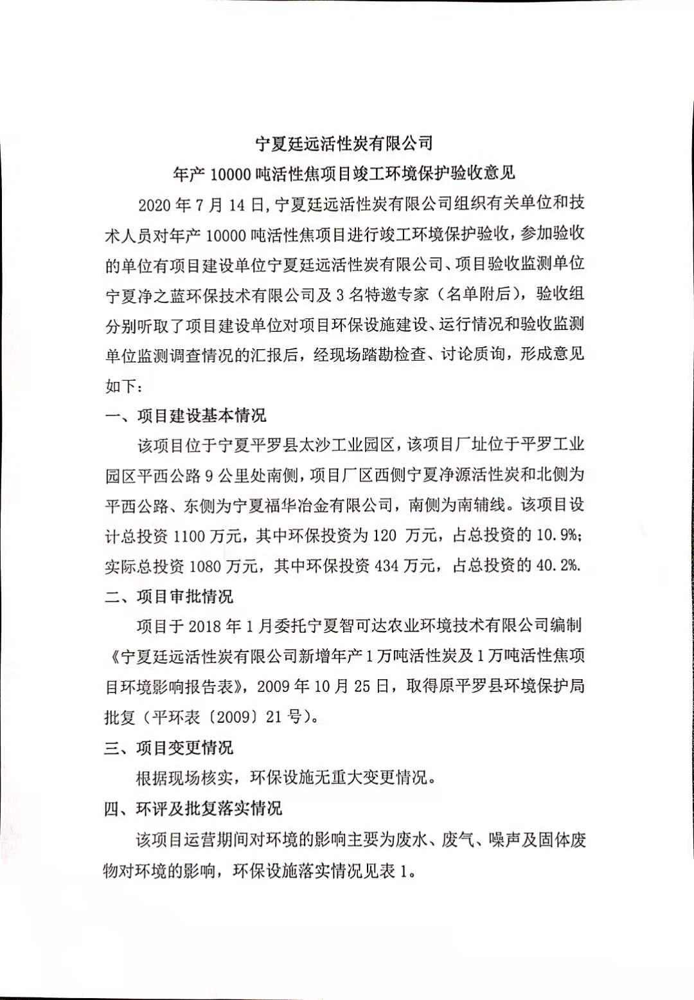 宁夏廷远活性炭有限公司
年产 10000 吨活性焦项目竣工环境保护验收意见
2020 年 7 月 14 日,宁夏廷远活性炭有限公司组织有关单位和技
术人员对年产 10000 吨活性焦项目进行竣工环境保护验收，参加验收
的单位有项目建设单位宁夏廷远活性炭有限公司、项目验收监测单位
宁夏净之蓝环保技术有限公司及 3 名特邀专家（名单附后），验收组
分别听取了项目建设单位对项目环保设施建设、运行情况和验收监测
单位监测调查情况的汇报后，经现场踏勘检查、讨论质询，形成意见
如下：
一、项目建设基本情况
该项目位于宁夏平罗县太沙工业园区，该项目厂址位于平罗工业
园区平西公路 9 公里处南侧，项目厂区西侧宁夏净源活性炭和北侧为
平西公路、东侧为宁夏福华冶金有限公司，南侧为南辅线。该项目设
计总投资 1100 万元，其中环保投资为 120 万元，占总投资的 10.9%；
实际总投资 1080 万元，其中环保投资 434 万元，占总投资的 40.2%.
二、项目审批情况
项目于 2018 年 1 月委托宁夏智可达农业环境技术有限公司编制
《宁夏廷远活性炭有限公司新增年产 1 万吨活性炭及 1 万吨活性焦项
目环境影响报告表》，2009 年 10 月 25 日，取得原平罗县环境保护局
批复（平环表〔2009〕21 号）。
三、项目变更情况
根据现场核实，环保设施无重大变更情况。
四、环评及批复落实情况
该项目运营期间对环境的影响主要为废水、废气、噪声及固体废
物对环境的影响，环保设施落实情况见表 1。